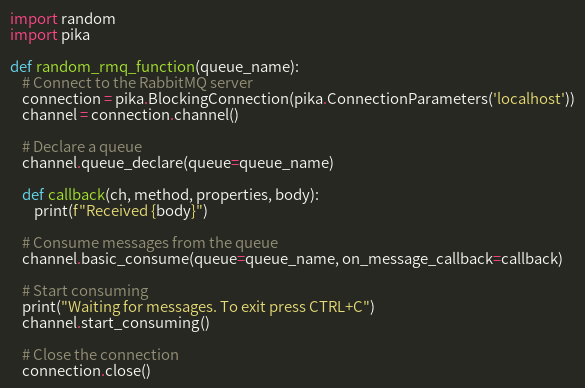 import random
import pika

def random_rmq_function(queue_name):
    # Connect to the RabbitMQ server
    connection = pika.BlockingConnection(pika.ConnectionParameters('localhost'))
    channel = connection.channel()

    # Declare a queue
    channel.queue_declare(queue=queue_name)

    def callback(ch, method, properties, body):
        print(f"Received {body}")

    # Consume messages from the queue
    channel.basic_consume(queue=queue_name, on_message_callback=callback)

    # Start consuming
    print("Waiting for messages. To exit press CTRL+C")
    channel.start_consuming()

    # Close the connection
    connection.close()